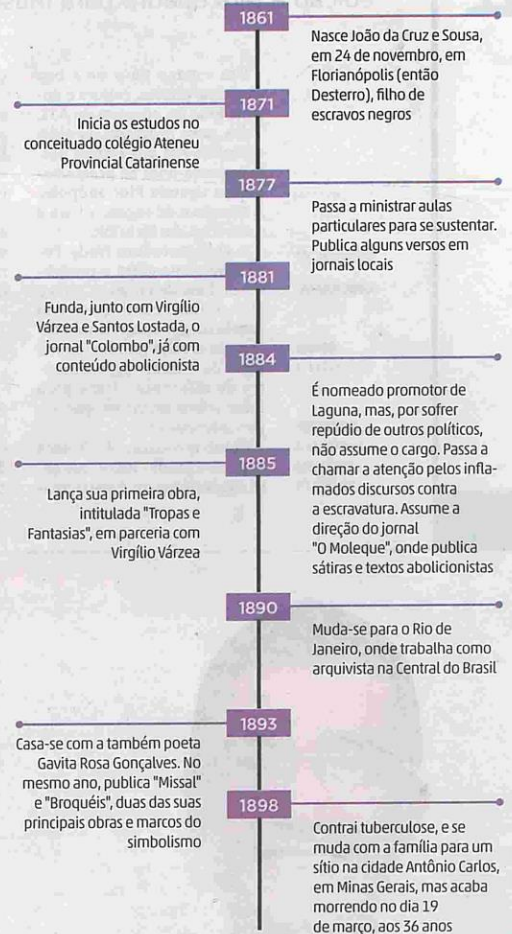 1861
Nasce João da Cruz e Sousa,
em 24 de novembro, em
Florianópolis (então
Desterro), filho de
escravos negros
1871
Inicia os estudos no
conceituado colégio Ateneu
Provincial Catarinense
1877
Passa a ministrar aulas
particulares para se sustentar.
Publica alguns versos em
jornais locais
1881
Funda, junto com Virgílio
Várzea e Santos Lostada, o
jornal "Colombo", já com
conteúdo abolicionista
1884
É nomeado promotor de
Laguna, mas, por sofrer
repúdio de outros políticos,
não assume o cargo. Passa a
chamar a atenção pelos infla-
mados discursos contra
a escravatura. Assume a
direção do jornal
"O Moleque", onde publica
sátiras e textos abolicionistas
1885
Lança sua primeira obra,
intitulada "Tropas e
Fantasias", em parceria com
Virgílio Várzea
1890
Muda-se para o Rio de
Janeiro, onde trabalha como
arquivista na Central do Brasil
1893
Casa-se com a também poeta
Gavita Rosa Gonçalves. No
mesmo ano, publica "Missal"
e "Broquéis", duas das suas
principais obras e marcos do
simbolismo
1898
Contrai tuberculose, e se
muda com a família para um
sítio na cidade Antônio Carlos,
em Minas Gerais, mas acaba
morrendo no dia 19
de março, aos 36 anos